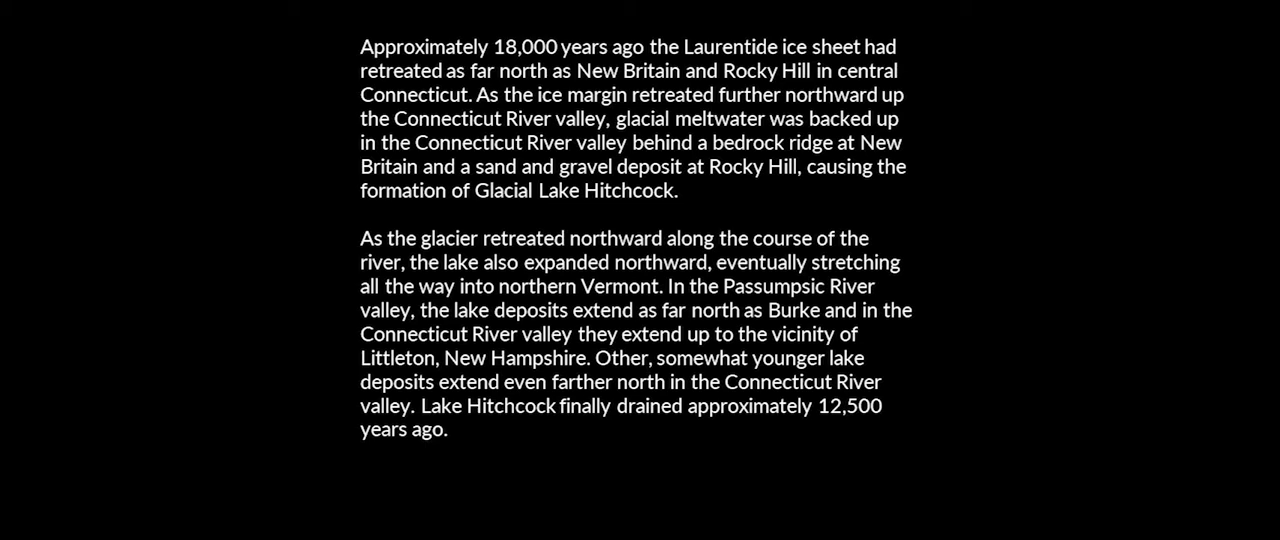 Approximately 18,000 years ago the Laurentide ice sheet had
retreated as far north as New Britain and Rocky Hill in central
Connecticut. As the ice margin retreated further northward up
the Connecticut River valley, glacial meltwater was backed up
in the Connecticut River valley behind a bedrock ridge at New
Britain and a sand and gravel deposit at Rocky Hill, causing the
formation of Glacial Lake Hitchcock.
As the glacier retreated northward along the course of the
river, the lake also expanded northward, eventually stretching
all the way into northern Vermont. In the Passumpsic River
valley, the lake deposits extend as far north as Burke and in the
Connecticut River valley they extend up to the vicinity of
Littleton, New Hampshire. Other, somewhat younger lake
deposits extend even farther north in the Connecticut River
valley. Lake Hitchcock finally drained approximately 12,500
years ago.